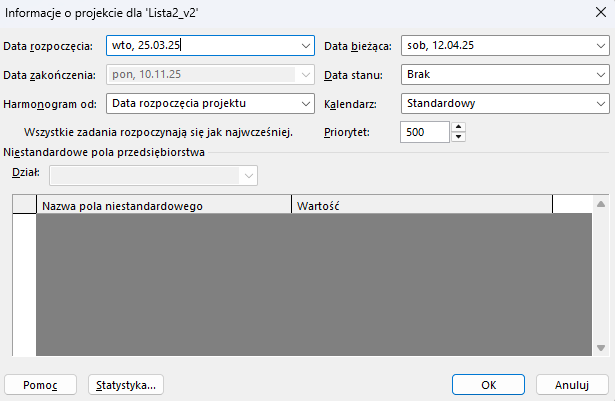 Informacje o projekcie dla 'Lista2_v2'
Data rozpoczęcia: wto, 25.03.25 Data bieżąca: sob, 12.04.25
Data zakończenia: pon, 10.11.25 Data stanu: Brak
Harmonogram od: Data rozpoczęcia projektu Kalendarz: Standardowy
Wszystkie zadania rozpoczynają się jak najwcześniej. Priorytet: 500
Niestandardowe pola przedsiębiorstwa
Dział:
Nazwa pola niestandardowego Wartość
Pomoc Statystyka... OK Anuluj